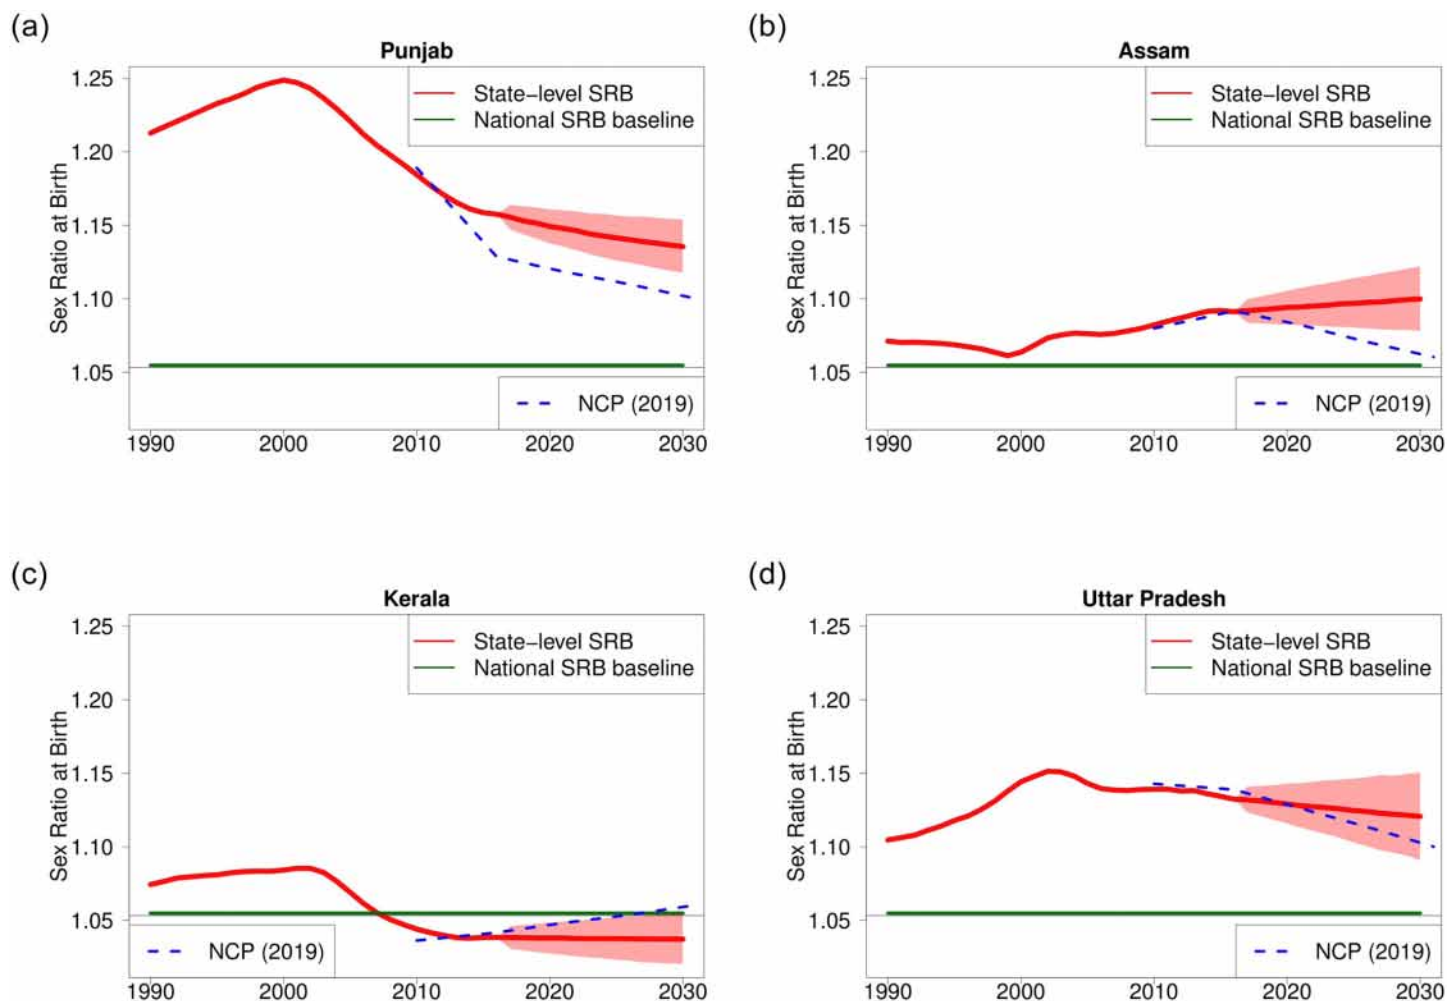 (a)
Punjab
Sex Ratio at Birth
1.25
1.20
1.15
1.10
1.05
State−level SRB
National SRB baseline
NCP (2019)
1990 2000 2010 2020 2030
(b)
Assam
Sex Ratio at Birth
1.25
1.20
1.15
1.10
1.05
State−level SRB
National SRB baseline
NCP (2019)
1990 2000 2010 2020 2030
(c)
Kerala
Sex Ratio at Birth
1.25
1.20
1.15
1.10
1.05
State−level SRB
National SRB baseline
NCP (2019)
1990 2000 2010 2020 2030
(d)
Uttar Pradesh
Sex Ratio at Birth
1.25
1.20
1.15
1.10
1.05
State−level SRB
National SRB baseline
NCP (2019)
1990 2000 2010 2020 2030